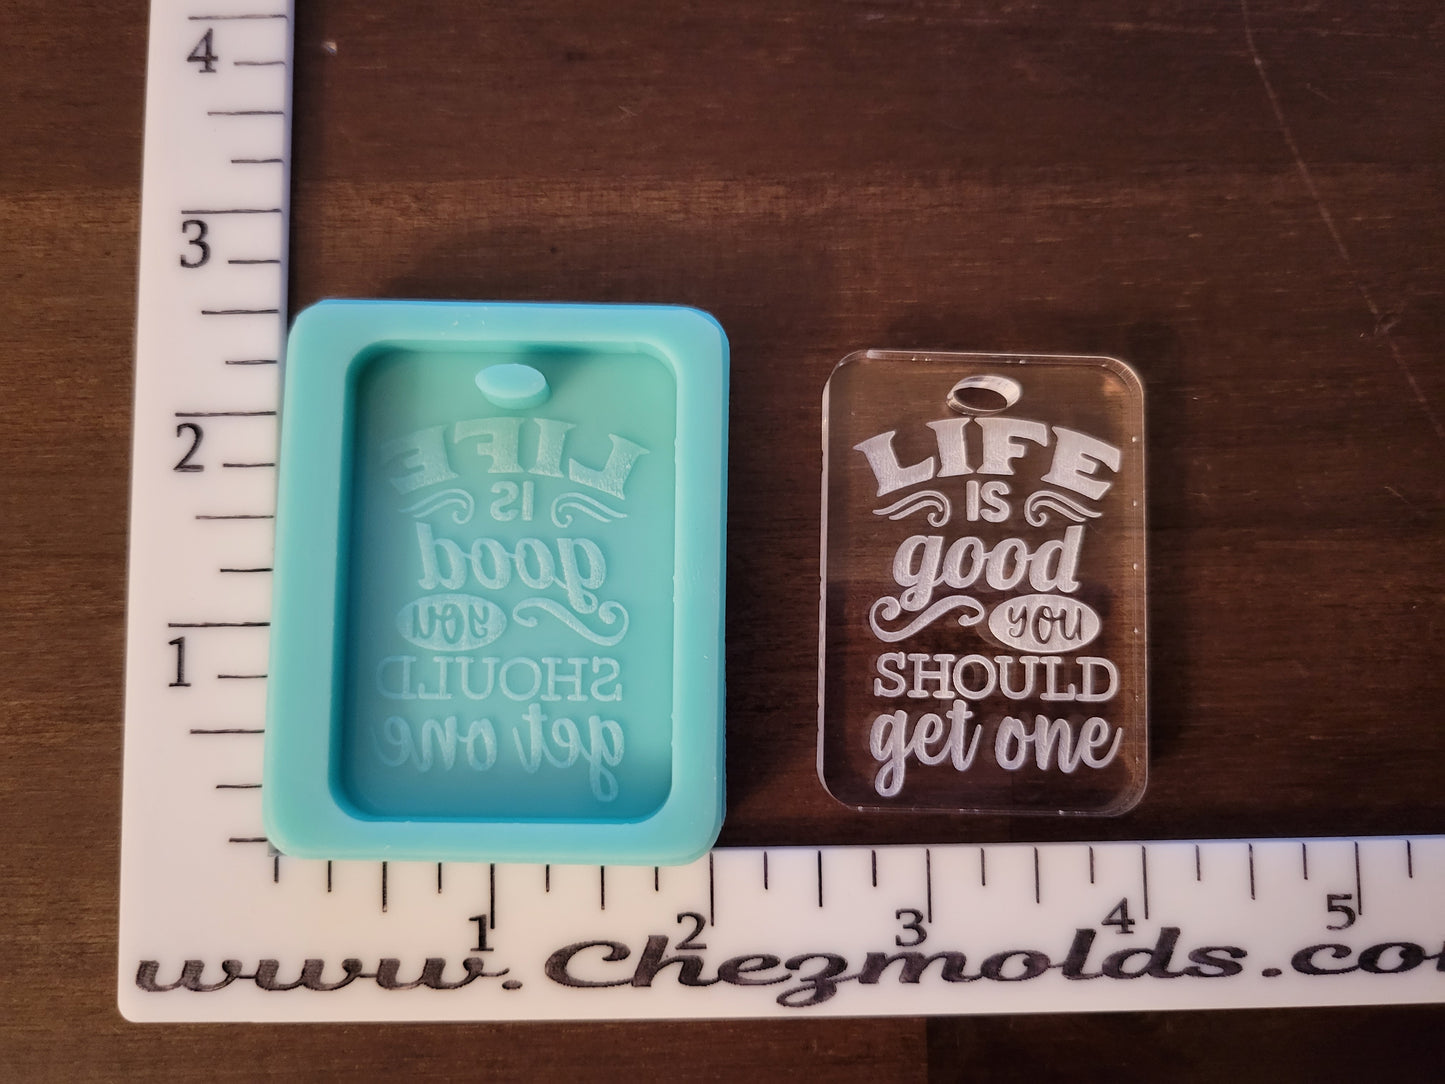 4
3
2
1
LIFE
IS
good
you
SHOULD
get one
LIFE
IS
good
you
SHOULD
get one
1 2 3 4 5
www.Chezmolds.co